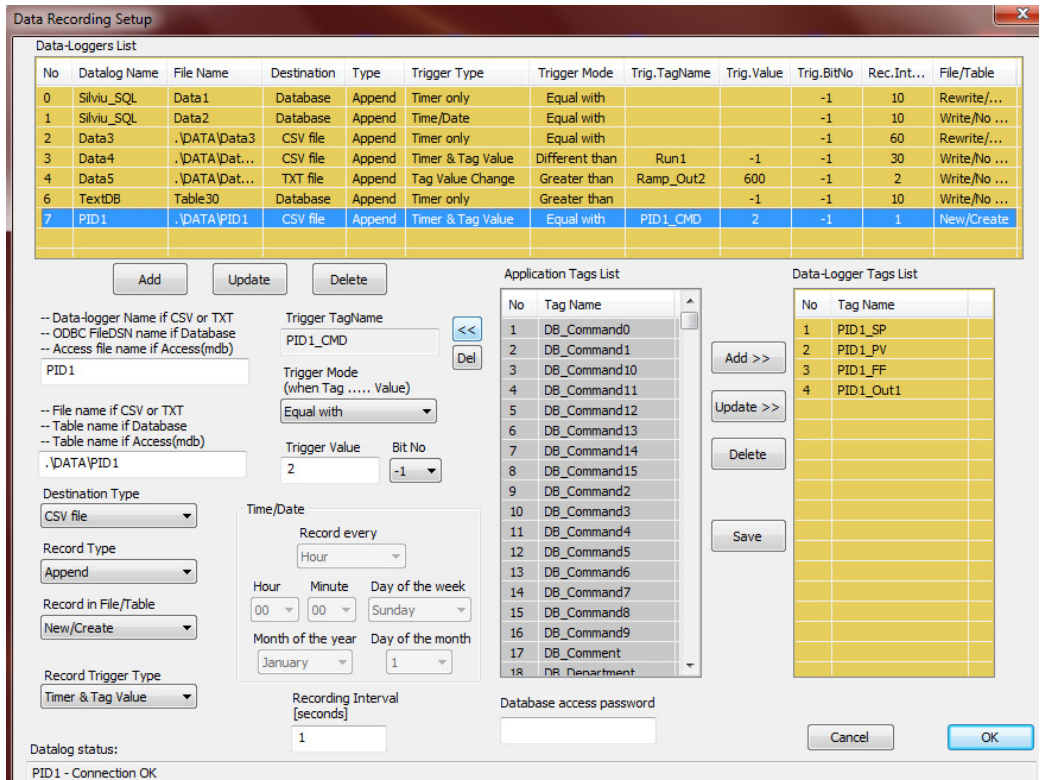 Data Recording Setup
Data-Loggers List
No Datalog Name File Name Destination Type Trigger Type Trigger Mode Trig.TagName Trig.Value Trig.BitNo Rec.Int... File/Table
0 Silviu_SQL Data1 Database Append Timer only Equal with -1 10 Rewrite/...
1 Silviu_SQL Data2 Database Append Time/Date Equal with -1 10 Write/No ...
2 Data3 .\DATA\Data3 CSV file Append Timer only Equal with -1 60 Rewrite/...
3 Data4 .\DATA\Dat... CSV file Append Timer & Tag Value Different than Run1 -1 -1 30 Write/No ...
4 Data5 .\DATA\Dat... TXT file Append Tag Value Change Greater than Ramp_Out2 600 -1 2 Write/No ...
6 TextDB Table30 Database Append Timer only Greater than -1 -1 10 Write/No ...
7 PID1 .\DATA\PID1 CSV file Append Timer & Tag Value Equal with PID1_CMD 2 -1 1 New/Create
Add Update Delete
-- Data-logger Name if CSV or TXT
-- ODBC FileDSN name if Database
-- Access file name if Access(mdb)
PID1
-- File name if CSV or TXT
-- Table name if Database
-- Table name if Access(mdb)
.\DATA\PID1
Destination Type
CSV file
Record Type
Append
Record in File/Table
New/Create
Record Trigger Type
Timer & Tag Value
Trigger TagName
PID1_CMD
<<
Del
Trigger Mode
(when Tag ..... Value)
Equal with
Trigger Value Bit No
2 -1
Time/Date
Record every
Hour
Hour Minute Day of the week
00 00 Sunday
Month of the year Day of the month
January 1
Recording Interval
[seconds]
1
Application Tags List
No Tag Name
1 DB_Command0
2 DB_Command1
3 DB_Command10
4 DB_Command11
5 DB_Command12
6 DB_Command13
7 DB_Command14
8 DB_Command15
9 DB_Command2
10 DB_Command3
11 DB_Command4
12 DB_Command5
13 DB_Command6
14 DB_Command7
15 DB_Command8
16 DB_Command9
17 DB_Comment
18 DB_Department
Add >>
Update >>
Delete
Save
Data-Logger Tags List
No Tag Name
1 PID1_SP
2 PID1_PV
3 PID1_FF
4 PID1_Out1
Database access password
Cancel OK
Datalog status:
PID1 - Connection OK